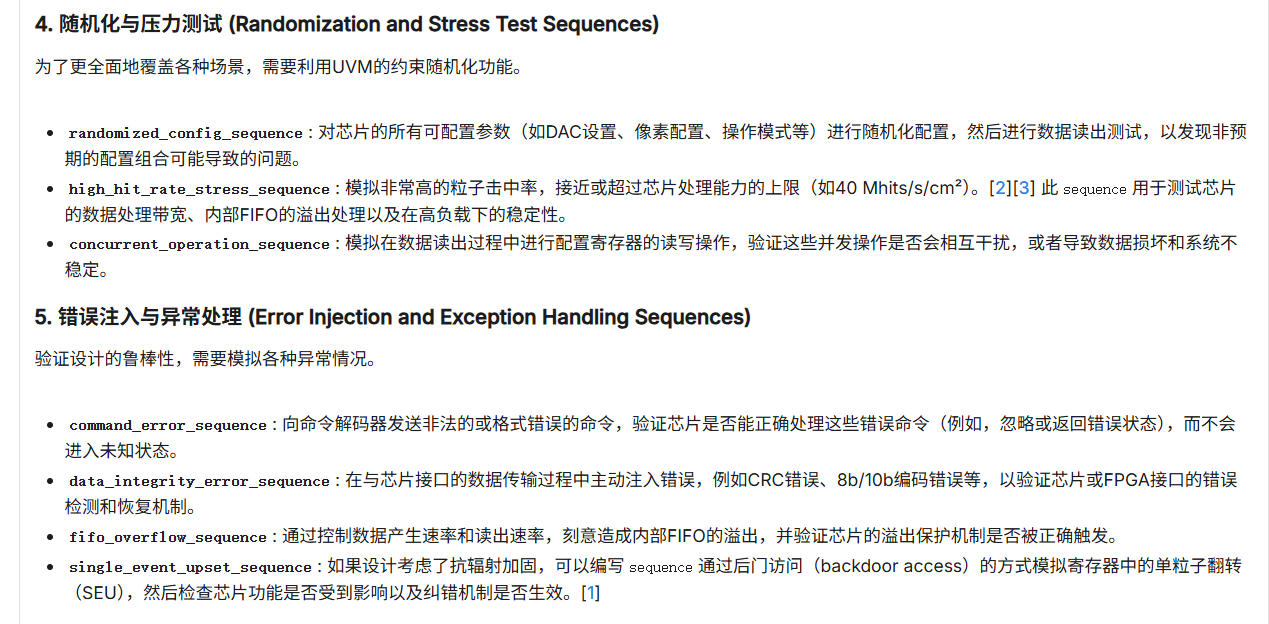 4. 随机化与压力测试 (Randomization and Stress Test Sequences)
为了更全面地覆盖各种场景，需要利用UVM的约束随机化功能。
• randomized_config_sequence：对芯片的所有可配置参数（如DAC设置、像素配置、操作模式等）进行随机化配置，然后进行数据读出测试，以发现非预
期的配置组合可能导致的问题。
• high_hit_rate_stress_sequence：模拟非常高的粒子击中率，接近或超过芯片处理能力的上限（如40 Mhits/s/cm²）。[2][3] 此 sequence 用于测试芯片
的数据处理带宽、内部FIFO的溢出处理以及在高负载下的稳定性。
• concurrent_operation_sequence：模拟在数据读出过程中进行配置寄存器的读写操作，验证这些并发操作是否会相互干扰，或者导致数据损坏和系统不
稳定。
5. 错误注入与异常处理 (Error Injection and Exception Handling Sequences)
验证设计的鲁棒性，需要模拟各种异常情况。
• command_error_sequence：向命令解码器发送非法的或格式错误的命令，验证芯片是否能正确处理这些错误命令（例如，忽略或返回错误状态），而不会
进入未知状态。
• data_integrity_error_sequence：在与芯片接口的数据传输过程中主动注入错误，例如CRC错误、8b/10b编码错误等，以验证芯片或FPGA接口的错误
检测和恢复机制。
• fifo_overflow_sequence：通过控制数据产生速率和读出速率，刻意造成内部FIFO的溢出，并验证芯片的溢出保护机制是否被正确触发。
• single_event_upset_sequence：如果设计考虑了抗辐射加固，可以编写 sequence 通过后门访问（backdoor access）的方式模拟寄存器中的单粒子翻转
（SEU），然后检查芯片功能是否受到影响以及纠错机制是否生效。[1]